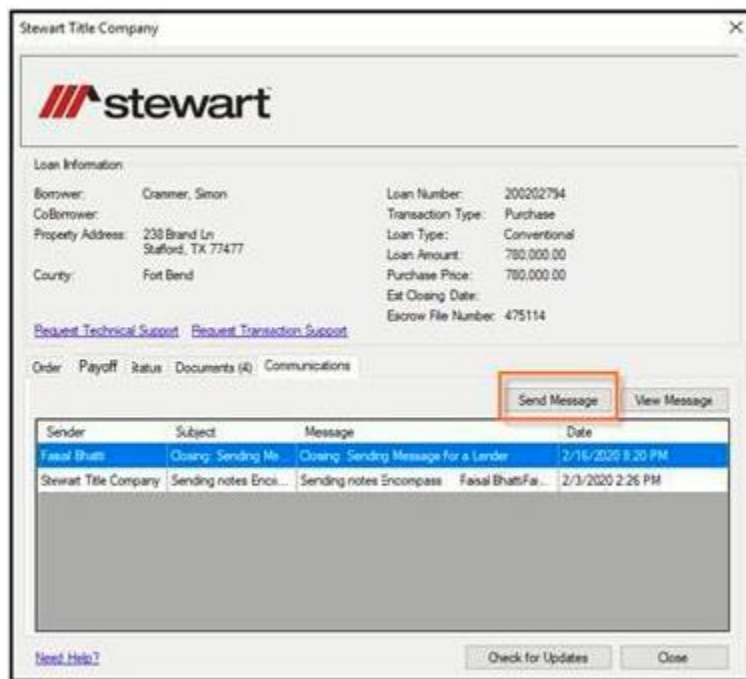 Stewart Title Company
stewart
Loan Information
Borrower: Crammer, Simon
CoBorrower:
Property Address: 238 Brand Ln
Stafford, TX 77477
County: Fort Bend
Loan Number: 200202794
Transaction Type: Purchase
Loan Type: Conventional
Loan Amount: 780,000.00
Purchase Price: 780,000.00
Est Closing Date:
Escrow File Number: 475114
Request Technical Support Request Transaction Support
Order Payoff Status Documents (4) Communications
Send Message View Message
Sender Subject Message Date
Faisal Bhatti Closing: Sending Me... Closing: Sending Message for a Lender 2/16/2020 8:20 PM
Stewart Title Company Sending notes Enco... Sending notes Encompass Faisal BhattiFai... 2/3/2020 2:26 PM
Need Help? Check for Updates Close